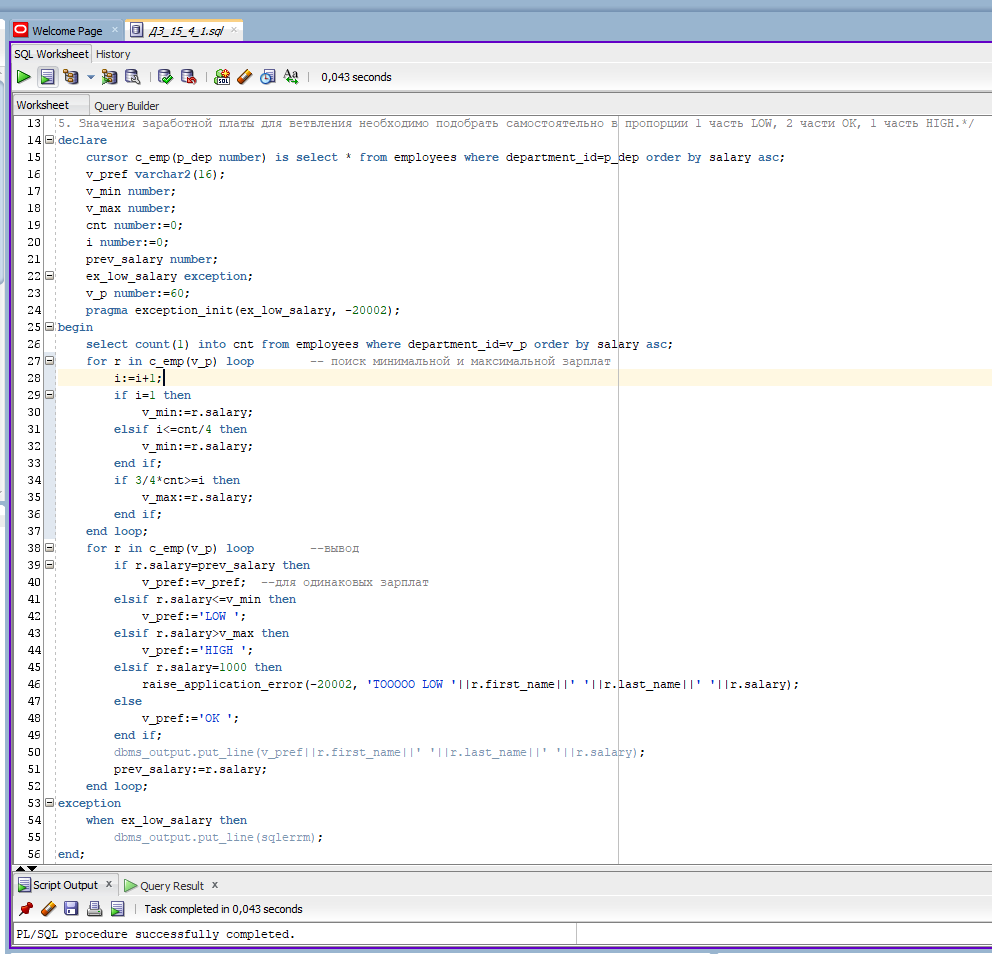 Welcome Page
ДЗ_15_4_1.sql
SQL Worksheet History
0,043 seconds
Worksheet Query Builder
13 5. Значения заработной платы для ветвления необходимо подобрать самостоятельно в пропорции 1 часть LOW, 2 части OK, 1 часть HIGH.*/
14 declare
15 cursor c_emp(p_dep number) is select * from employees where department_id=p_dep order by salary asc;
16 v_pref varchar2(16);
17 v_min number;
18 v_max number;
19 cnt number:=0;
20 i number:=0;
21 prev_salary number;
22 ex_low_salary exception;
23 v_p number:=60;
24 pragma exception_init(ex_low_salary, -20002);
25 begin
26 select count(1) into cnt from employees where department_id=v_p order by salary asc;
27 for r in c_emp(v_p) loop -- поиск минимальной и максимальной зарплат
28 i:=i+1;
29 if i=1 then
30 v_min:=r.salary;
31 elsif i<=cnt/4 then
32 v_min:=r.salary;
33 end if;
34 if 3/4*cnt>=i then
35 v_max:=r.salary;
36 end if;
37 end loop;
38 for r in c_emp(v_p) loop --вывод
39 if r.salary=prev_salary then
40 v_pref:=v_pref; --для одинаковых зарплат
41 elsif r.salary<=v_min then
42 v_pref:='LOW ';
43 elsif r.salary>v_max then
44 v_pref:='HIGH ';
45 elsif r.salary=1000 then
46 raise_application_error(-20002, 'TOOOOO LOW '||r.first_name||' '||r.last_name||' '||r.salary);
47 else
48 v_pref:='OK ';
49 end if;
50 dbms_output.put_line(v_pref||r.first_name||' '||r.last_name||' '||r.salary);
51 prev_salary:=r.salary;
52 end loop;
53 exception
54 when ex_low_salary then
55 dbms_output.put_line(sqlerrm);
56 end;
Script Output x Query Result x
Task completed in 0,043 seconds
PL/SQL procedure successfully completed.